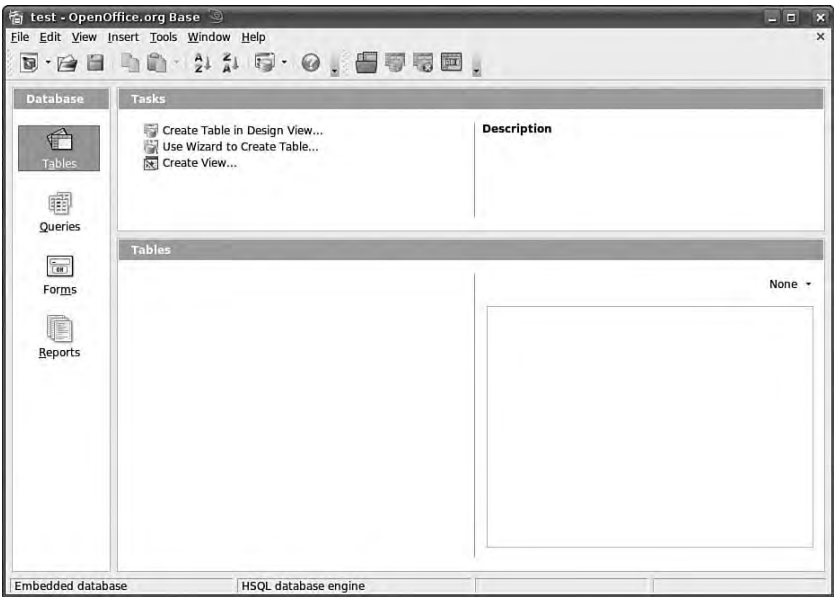 test - OpenOffice.org Base
File Edit View Insert Tools Window Help
Database
Tasks
Tables
Queries
Forms
Reports
Create Table in Design View...
Use Wizard to Create Table...
Create View...
Description
Tables
None
Embedded database
HSQL database engine